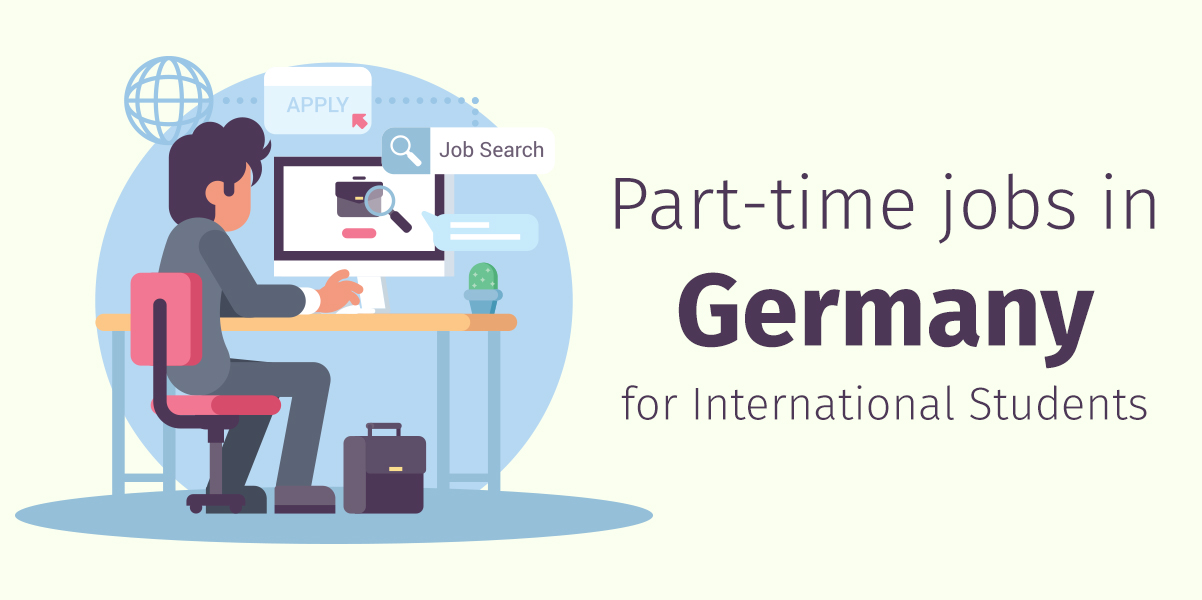 APPLY
Job Search
Part-time jobs in
Germany
for International Students